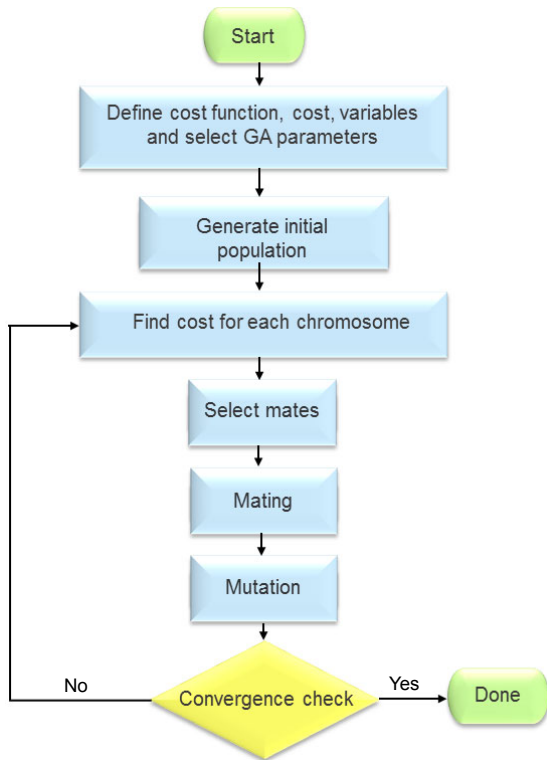 Start
Define cost function, cost, variables
and select GA parameters
Generate initial
population
Find cost for each chromosome
Select mates
Mating
Mutation
Convergence check
No
Yes
Done